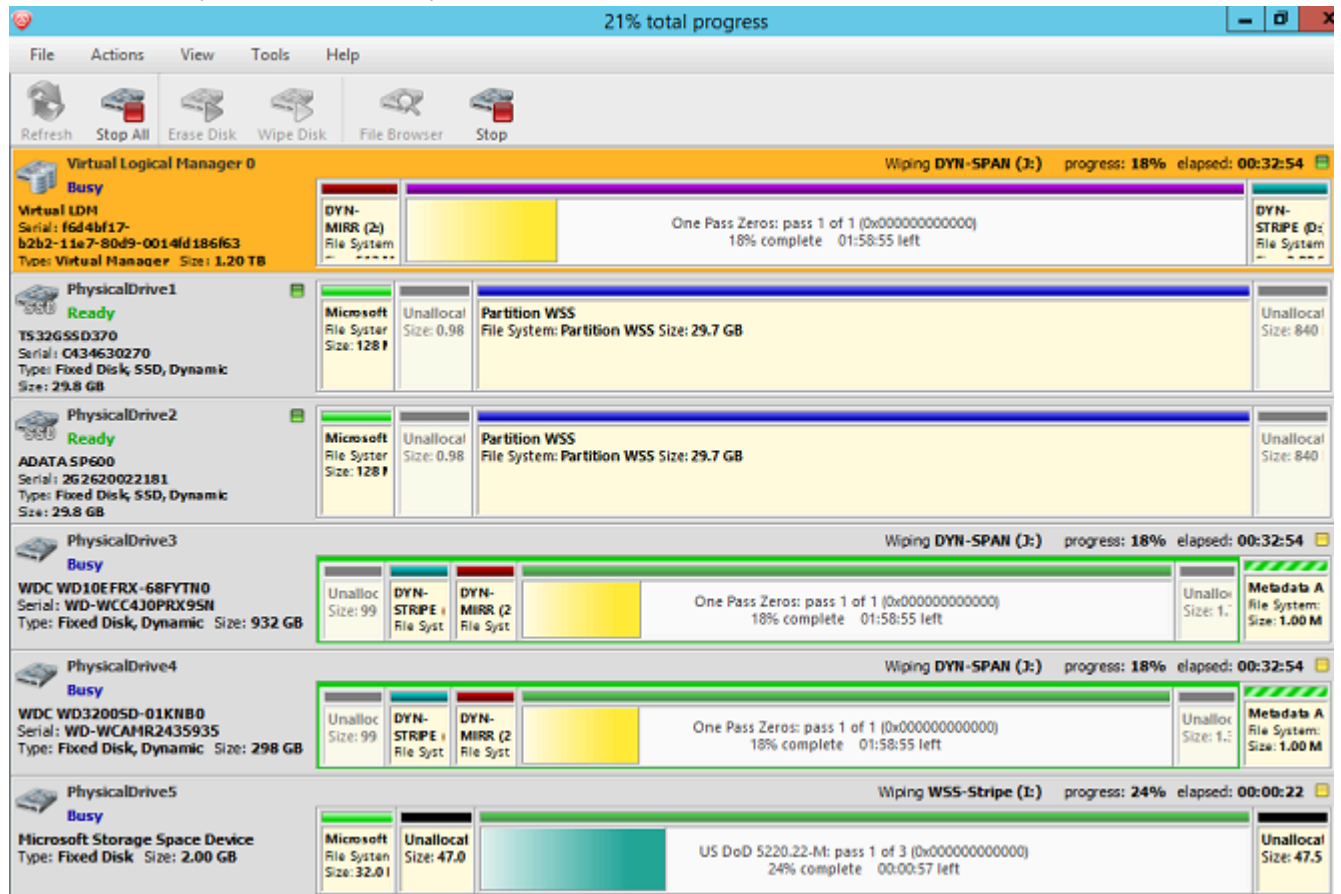 21% total progress
File Actions View Tools Help
Refresh Stop All Erase Disk Wipe Disk File Browser Stop
Virtual Logical Manager 0
Busy
Virtual LDM
Serial: f6d4bf17-
b2b2-11e7-80d9-0014fd186f63
Type: Virtual Manager Size: 1.20 TB
Wiping DYN-SPAN (J:) progress: 18% elapsed: 00:32:54
DYN-
MIRR (2:)
File System
One Pass Zeros: pass 1 of 1 (0x000000000000)
18% complete 01:58:55 left
DYN-
STRIPE (D:
File System
PhysicalDrive1
Ready
TS32GSSD370
Serial: C434630270
Type: Fixed Disk, SSD, Dynamic
Size: 29.8 GB
Microsoft
File Syster
Size: 128
Unallocat
Size: 0.98
Partition WSS
File System: Partition WSS Size: 29.7 GB
Unallocat
Size: 840
PhysicalDrive2
Ready
ADATA SP600
Serial: 2G2620022181
Type: Fixed Disk, SSD, Dynamic
Size: 29.8 GB
Microsoft
File Syster
Size: 128
Unallocat
Size: 0.98
Partition WSS
File System: Partition WSS Size: 29.7 GB
Unallocat
Size: 840
PhysicalDrive3
Busy
WDC WD10EFRX-68FYTN0
Serial: WD-WCC4J0PRX9SN
Type: Fixed Disk, Dynamic Size: 932 GB
Wiping DYN-SPAN (J:) progress: 18% elapsed: 00:32:54
Unalloc
Size: 99
DYN-
STRIPE
File Syst
DYN-
MIRR (2
File Syst
One Pass Zeros: pass 1 of 1 (0x000000000000)
18% complete 01:58:55 left
Unalloc
Size: 1.
Metadata A
File System:
Size: 1.00 M
PhysicalDrive4
Busy
WDC WD3200SD-01KNB0
Serial: WD-WCAMR2435935
Type: Fixed Disk, Dynamic Size: 298 GB
Wiping DYN-SPAN (J:) progress: 18% elapsed: 00:32:54
Unalloc
Size: 99
DYN-
STRIPE
File Syst
DYN-
MIRR (2
File Syst
One Pass Zeros: pass 1 of 1 (0x000000000000)
18% complete 01:58:55 left
Unalloc
Size: 1.
Metadata A
File System:
Size: 1.00 M
PhysicalDrive5
Busy
Microsoft Storage Space Device
Type: Fixed Disk Size: 2.00 GB
Wiping WSS-Stripe (I:) progress: 24% elapsed: 00:00:22
Microsoft
File System
Size: 32.0
Unallocat
Size: 47.0
US DoD 5220.22-M: pass 1 of 3 (0x000000000000)
24% complete 00:00:57 left
Unallocat
Size: 47.5